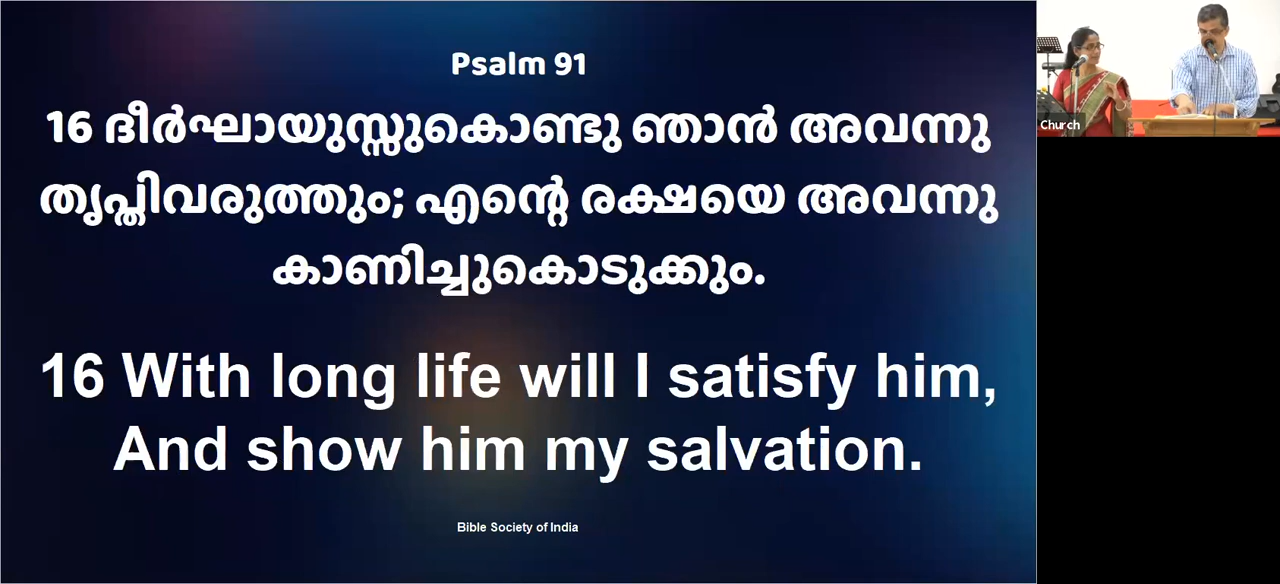 Psalm 91
16 ദീർഘായുസ്സുകൊണ്ടു ഞാൻ അവന്നു
തൃപ്തിവരുത്തും; എന്റെ രക്ഷയെ അവന്നു
കാണിച്ചുകൊടുക്കും.
16 With long life will I satisfy him,
And show him my salvation.
Bible Society of India
Church